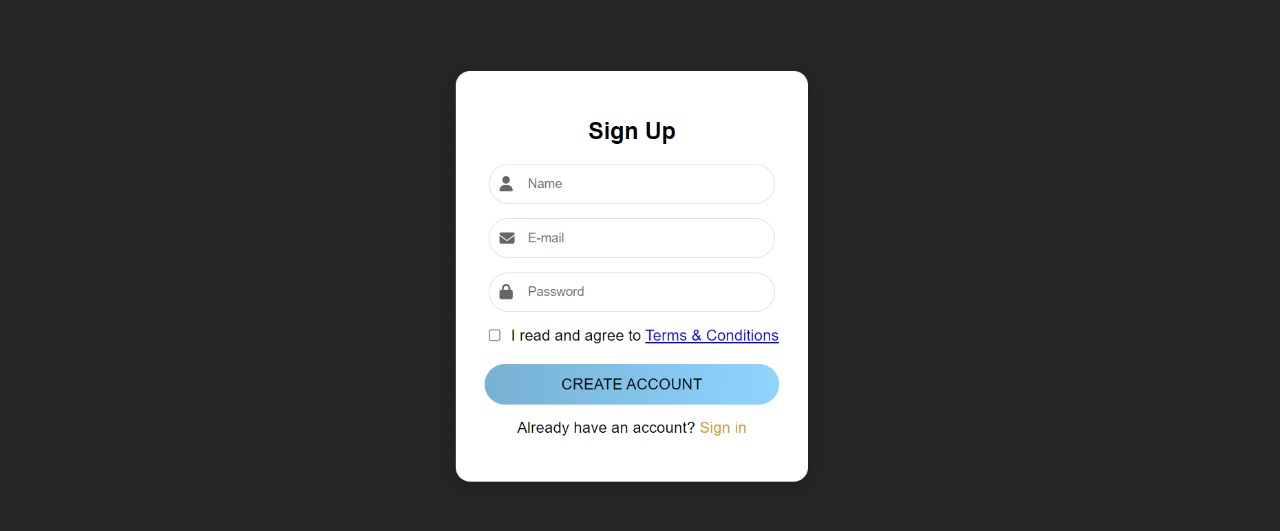 Sign Up
Name
E-mail
Password
I read and agree to Terms & Conditions
CREATE ACCOUNT
Already have an account? Sign in